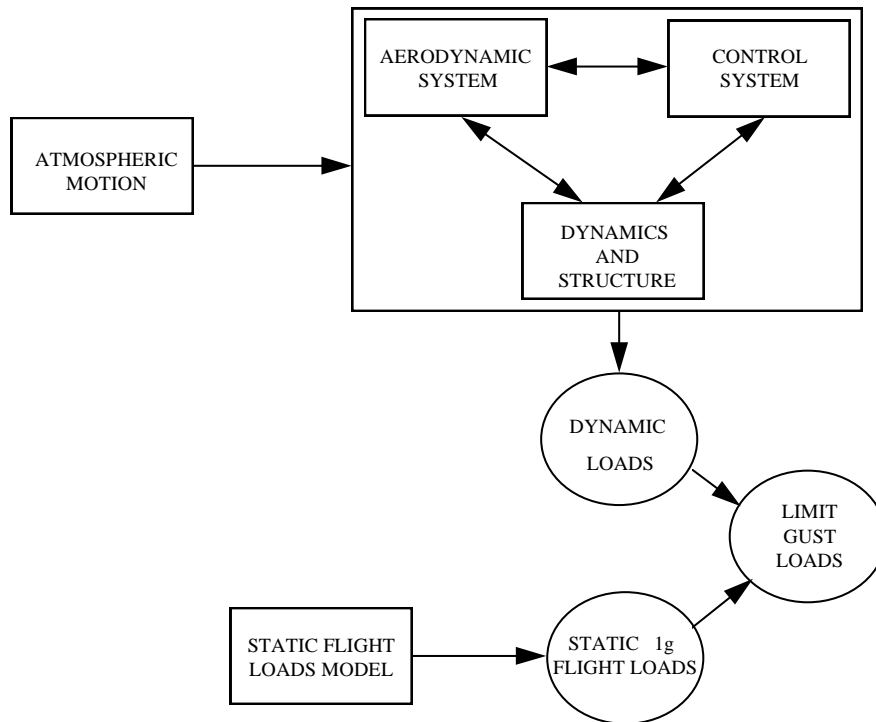 AERODYNAMIC
SYSTEM
CONTROL
SYSTEM
ATMOSPHERIC
MOTION
DYNAMICS
AND
STRUCTURE
DYNAMIC
LOADS
LIMIT
GUST
LOADS
STATIC FLIGHT
LOADS MODEL
STATIC 1g
FLIGHT LOADS